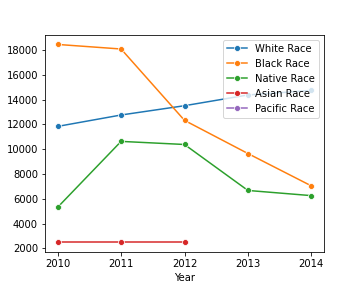 White Race
Black Race
Native Race
Asian Race
Pacific Race
18000
16000
14000
12000
10000
8000
6000
4000
2000
2010 2011 2012 2013 2014
Year